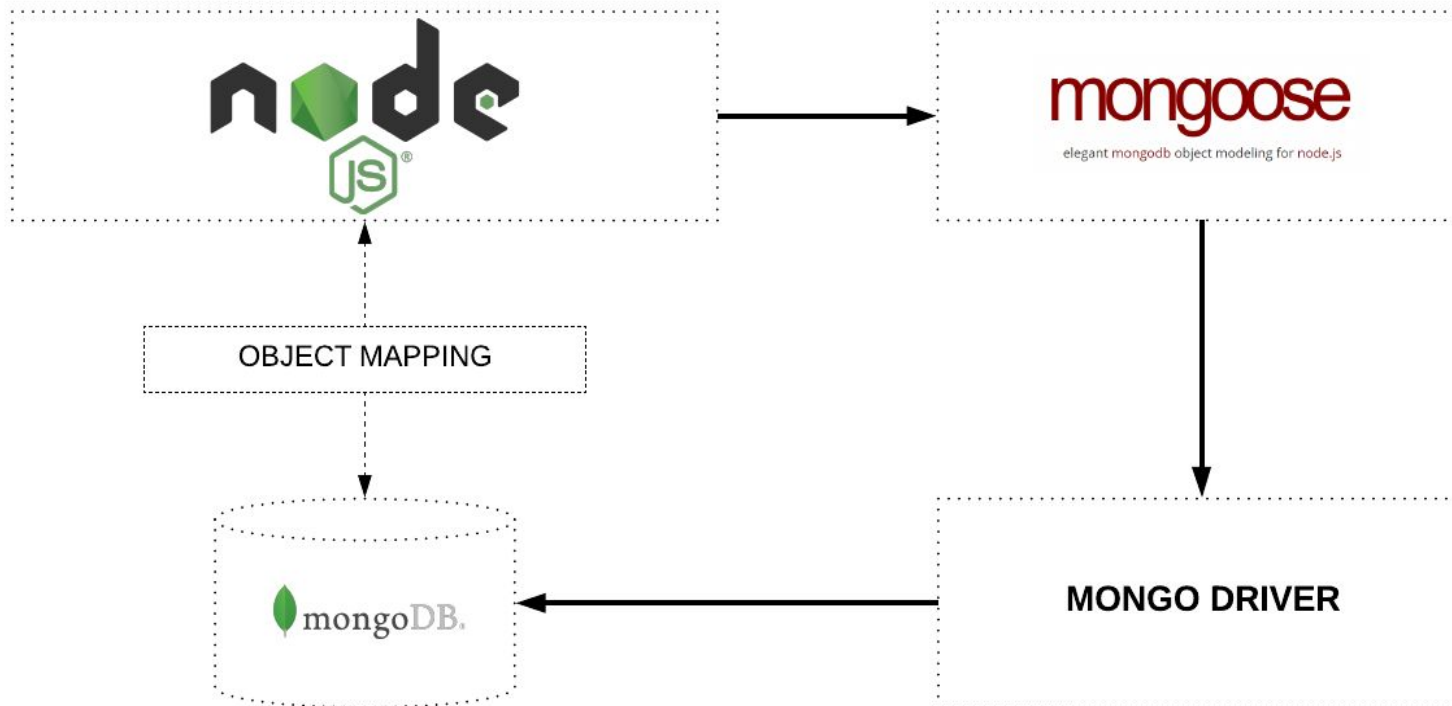 node
JS®
mongoose
elegant mongodb object modeling for node.js
OBJECT MAPPING
mongoDB®
MONGO DRIVER